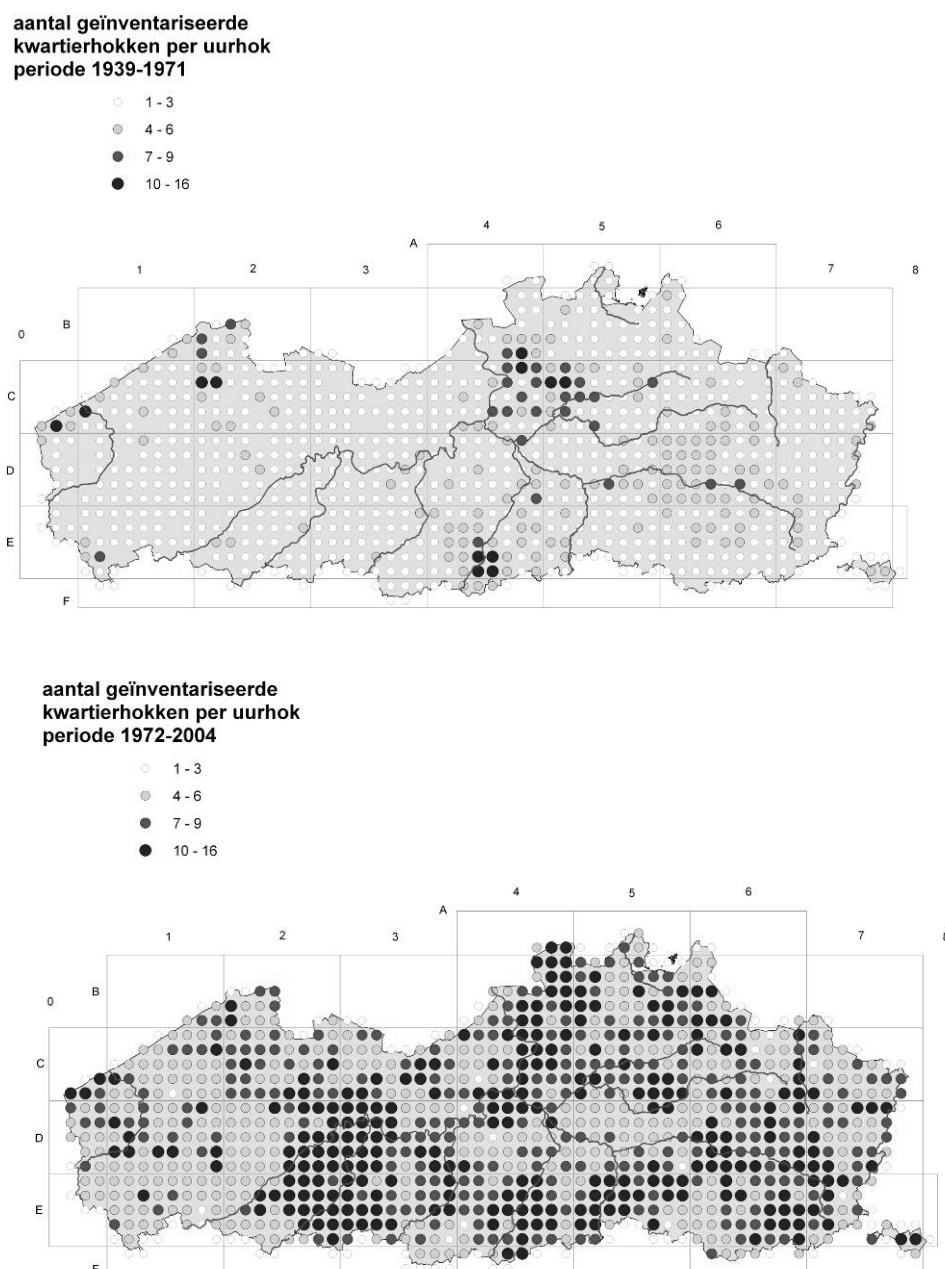 aantal geïnventariseerde
kwartierhokken per uurhok
periode 1939-1971
1 - 3
4 - 6
7 - 9
10 - 16
4 5 6
A
1 2 3 7 8
B
0
C
D
E
F
aantal geïnventariseerde
kwartierhokken per uurhok
periode 1972-2004
1 - 3
4 - 6
7 - 9
10 - 16
4 5 6
A
1 2 3 7 8
B
0
C
D
E
F